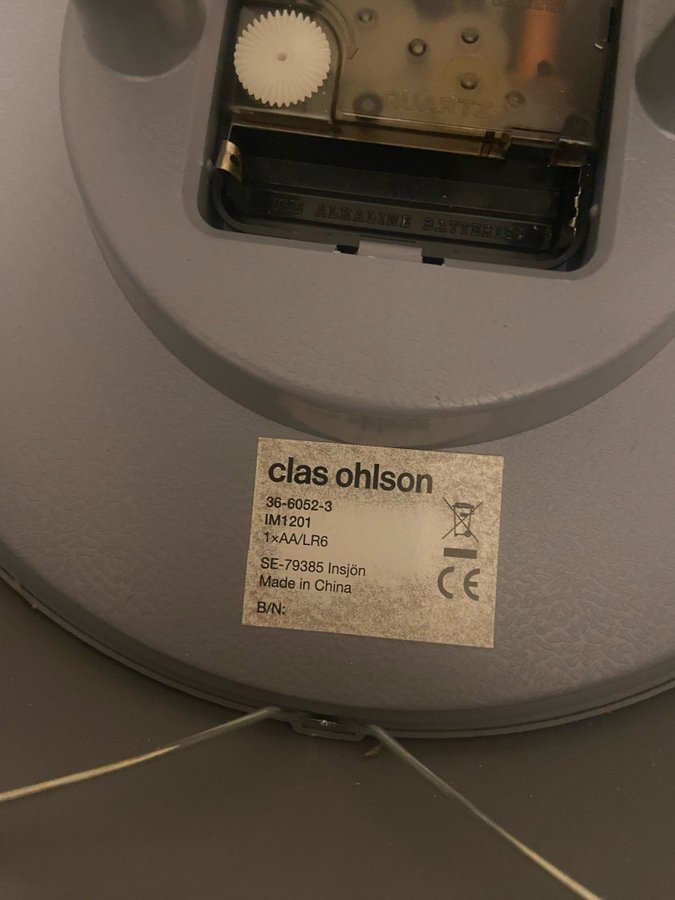 QUARTZ
ALKALINE BATTERIES
clas ohlson
36-6052-3
IM1201
1×AA/LR6
SE-79385 Insjön
Made in China
B/N:
CE